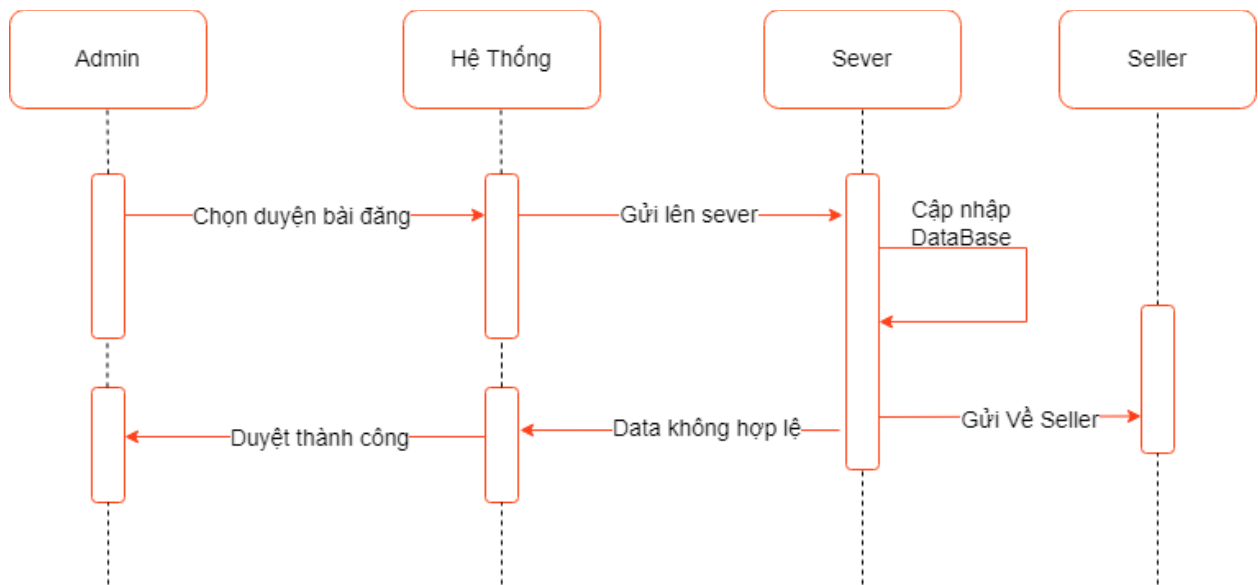 Admin
Hệ Thống
Sever
Seller
Chọn duyện bài đăng
Gửi lên sever
Cập nhập
DataBase
Duyệt thành công
Data không hợp lệ
Gửi Về Seller